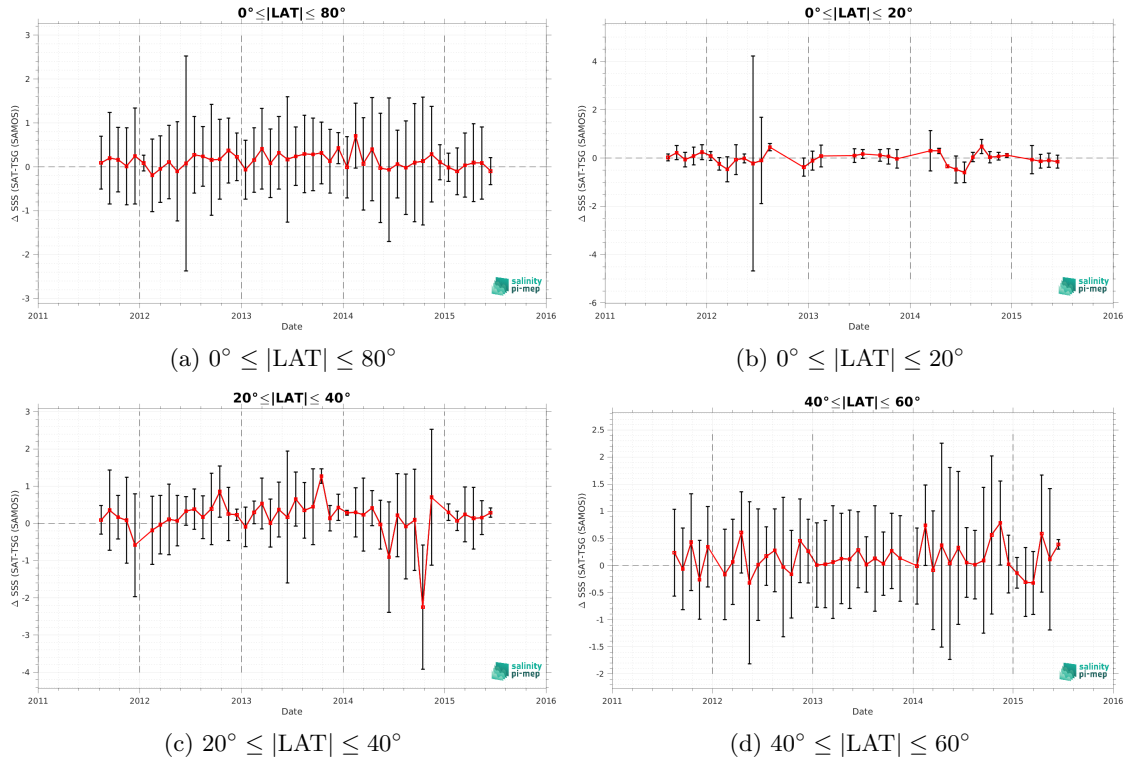 0°≤|LAT|≤ 80°
Δ SSS (SAT-TSG (SAMOS))
3
2
1
0
-1
-2
-3
2011 2012 2013 2014 2015 2016
Date
salinity
pi-mep
(a) 0° ≤ |LAT| ≤ 80°
0°≤|LAT|≤ 20°
Δ SSS (SAT-TSG (SAMOS))
4
2
0
-2
-4
-6
2011 2012 2013 2014 2015 2016
Date
salinity
pi-mep
(b) 0° ≤ |LAT| ≤ 20°
20°≤|LAT|≤ 40°
Δ SSS (SAT-TSG (SAMOS))
3
2
1
0
-1
-2
-3
-4
2011 2012 2013 2014 2015 2016
Date
salinity
pi-mep
(c) 20° ≤ |LAT| ≤ 40°
40°≤|LAT|≤ 60°
Δ SSS (SAT-TSG (SAMOS))
2.5
2
1.5
1
0.5
0
-0.5
-1
-1.5
-2
2011 2012 2013 2014 2015 2016
Date
salinity
pi-mep
(d) 40° ≤ |LAT| ≤ 60°